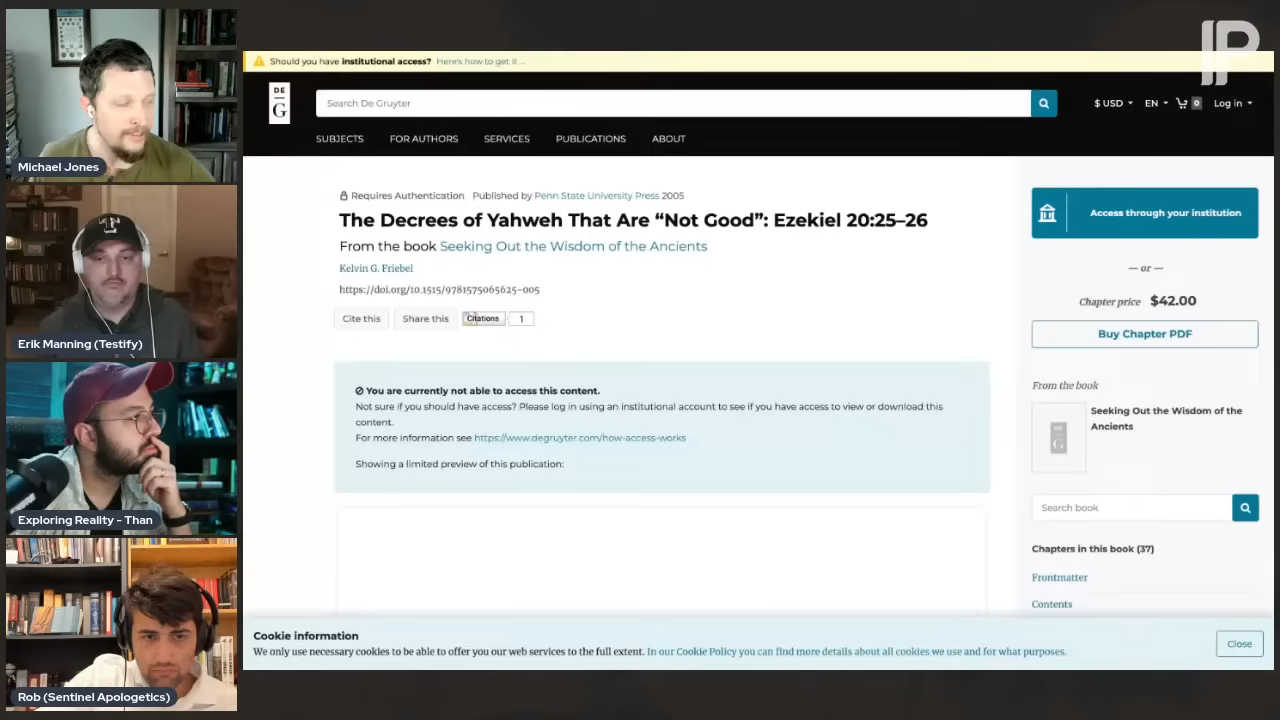 IP
Michael Jones
Erik Manning (Testify)
Exploring Reality - Than
Rob (Sentinel Apologetics)
Should you have institutional access? Here's how to get it ...
DE
G
Search De Gruyter
$ USD
EN
0
Log in
SUBJECTS
FOR AUTHORS
SERVICES
PUBLICATIONS
ABOUT
Requires Authentication Published by Penn State University Press 2005
The Decrees of Yahweh That Are “Not Good”: Ezekiel 20:25–26
From the book Seeking Out the Wisdom of the Ancients
Kelvin G. Friebel
https://doi.org/10.1515/9781575065625-005
Cite this
Share this
Citations
1
You are currently not able to access this content.
Not sure if you should have access? Please log in using an institutional account to see if you have access to view or download this
content.
For more information see https://www.degruyter.com/how-access-works
Showing a limited preview of this publication:
Access through your institution
— or —
Chapter price $42.00
Buy Chapter PDF
From the book
DE
G
Seeking Out the Wisdom of the
Ancients
Search book
Chapters in this book (37)
Frontmatter
Contents
Cookie information
We only use necessary cookies to be able to offer you our web services to the full extent. In our Cookie Policy you can find more details about all cookies we use and for what purposes.
Close